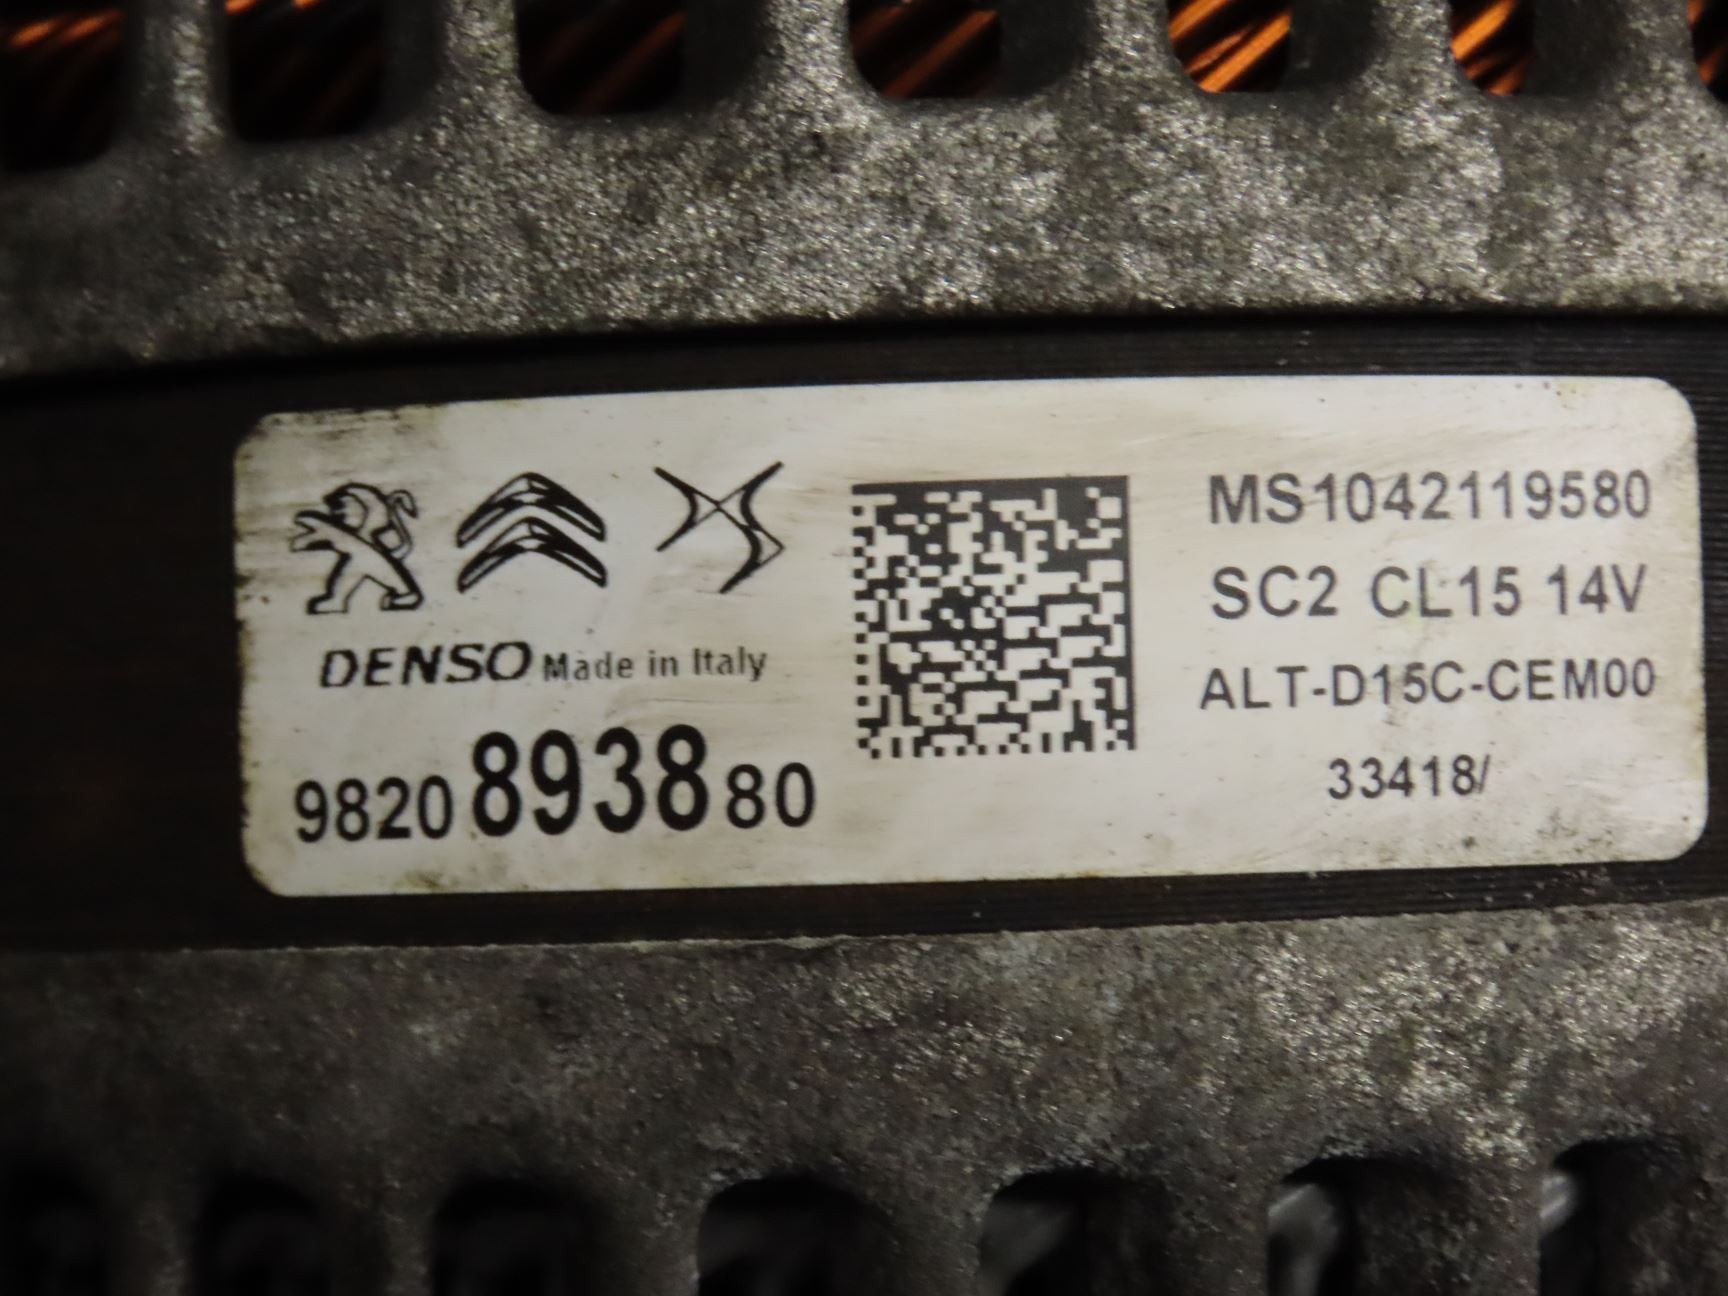 DENSO Made in Italy
9820893880
MS1042119580
SC2 CL15 14V
ALT-D15C-CEM00
33418/